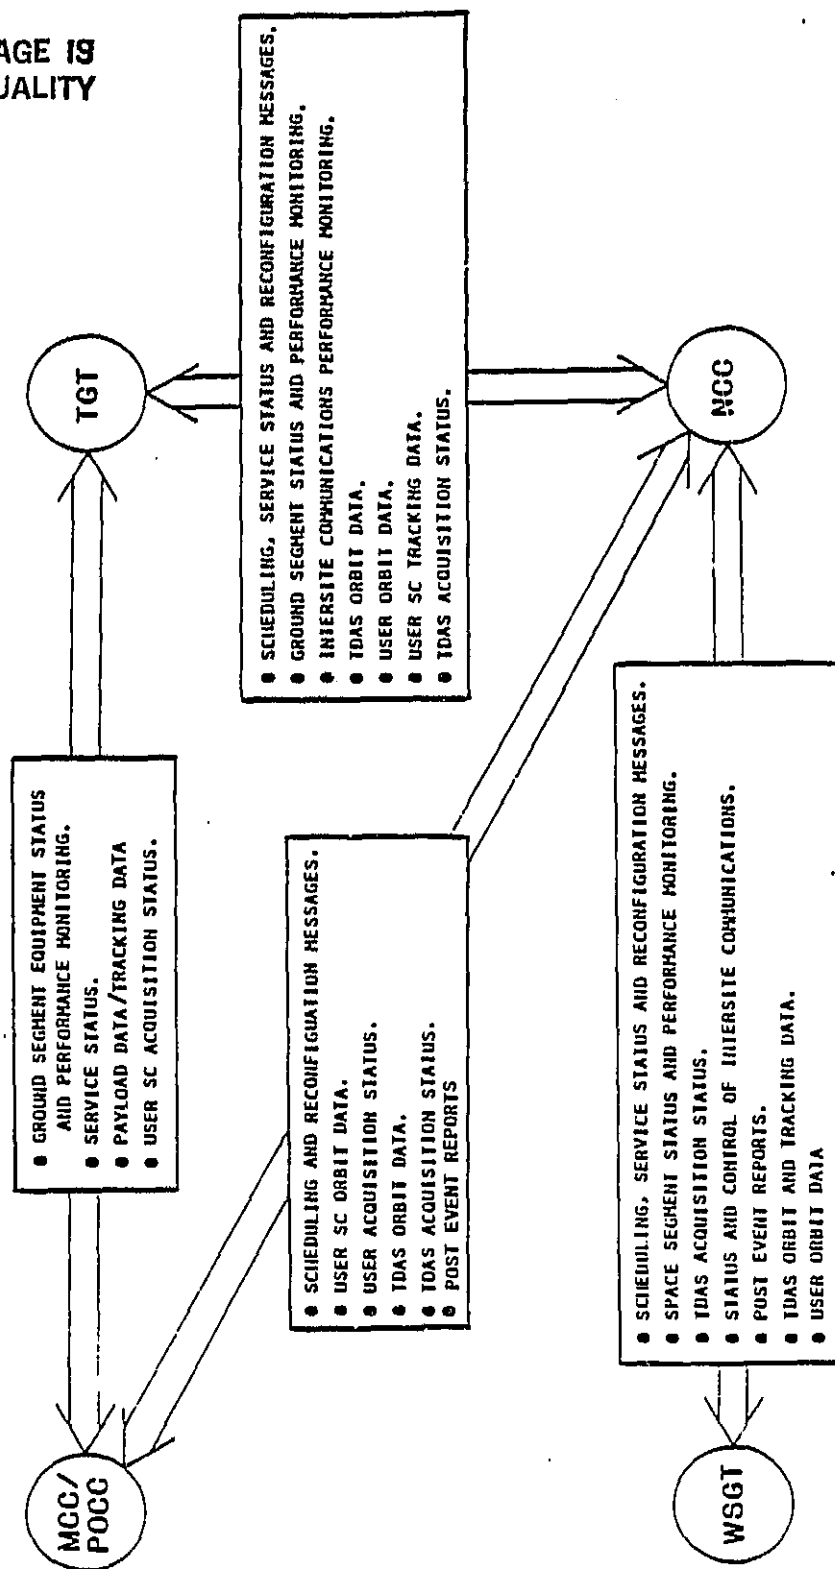 AGE IS
UALITY
MCC/
POCC
● GROUND SEGMENT EQUIPMENT STATUS
AND PERFORMANCE MONITORING.
● SERVICE STATUS.
● PAYLOAD DATA/TRACKING DATA
● USER SC ACQUISITION STATUS.
TGT
● SCHEDULING, SERVICE STATUS AND RECONFIGURATION MESSAGES.
● GROUND SEGMENT STATUS AND PERFORMANCE MONITORING.
● INTERSITE COMMUNICATIONS PERFORMANCE MONITORING.
● TDAS ORBIT DATA.
● USER ORBIT DATA.
● USER SC TRACKING DATA.
● TDAS ACQUISITION STATUS.
● SCHEDULING AND RECONFIGUATION MESSAGES.
● USER SC ORBIT DATA.
● USER ACQUISITION STATUS.
● TDAS ORBIT DATA.
● TDAS ACQUISITION STATUS.
● POST EVENT REPORTS
WSGT
● SCHEDULING, SERVICE STATUS AND RECONFIGURATION MESSAGES.
● SPACE SEGMENT STATUS AND PERFORMANCE MONITORING.
● TDAS ACQUISITION STATUS.
● STATUS AND CONTROL OF INTERSITE COMMUNICATIONS.
● POST EVENT REPORTS.
● TDAS ORBIT AND TRACKING DATA.
● USER ORBIT DATA
NCC